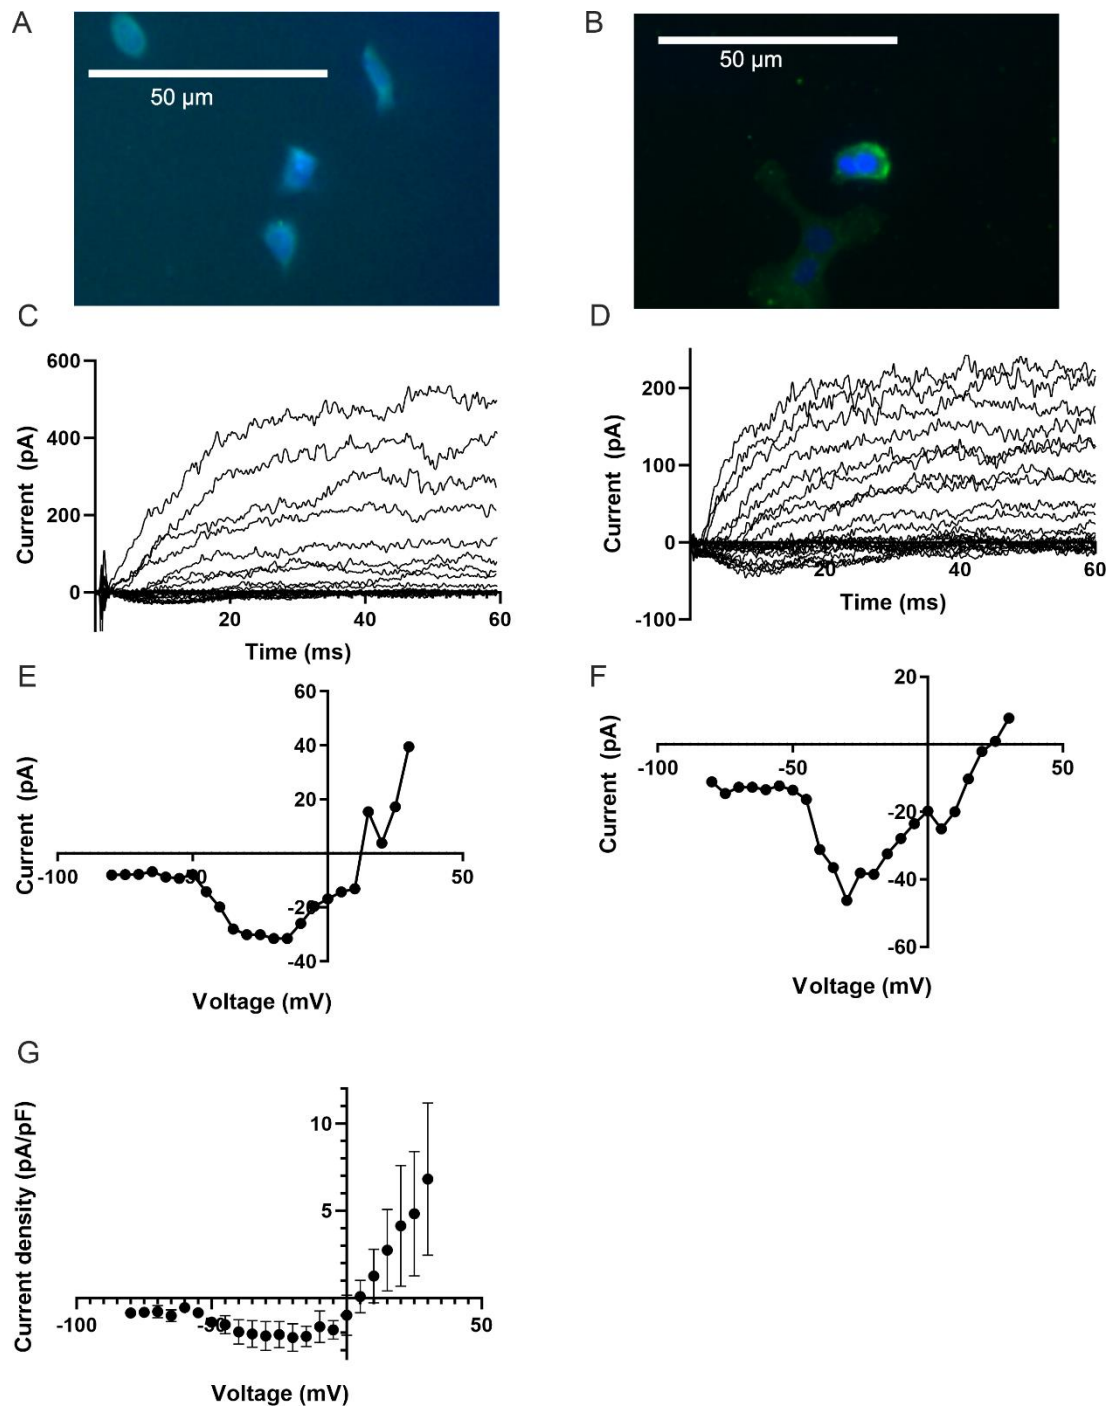 A
50 µm
B
50 µm
C
600
400
200
0
20
40
60
Current (pA)
Time (ms)
D
200
100
0
-100
20
40
60
Current (pA)
Time (ms)
E
60
40
20
-20
-40
-100
-50
50
Current (pA)
Voltage (mV)
F
20
-20
-40
-60
-100
-50
50
Current (pA)
Voltage (mV)
G
10
5
-100
-50
50
Current density (pA/pF)
Voltage (mV)